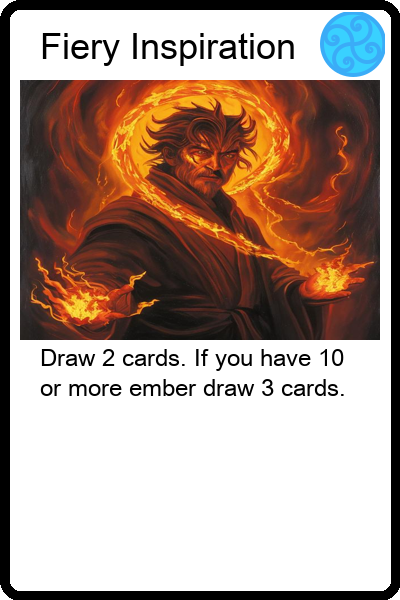 Fiery Inspiration
Draw 2 cards. If you have 10
or more ember draw 3 cards.